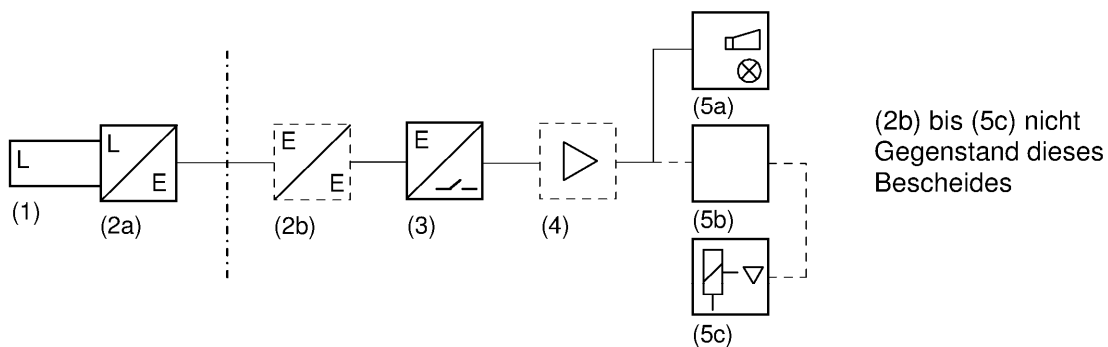 L
(1)
L
E
(2a)
E
E
(2b)
E
(3)
(4)
(5a)
(5b)
(5c)
(2b) bis (5c) nicht
Gegenstand dieses
Bescheides